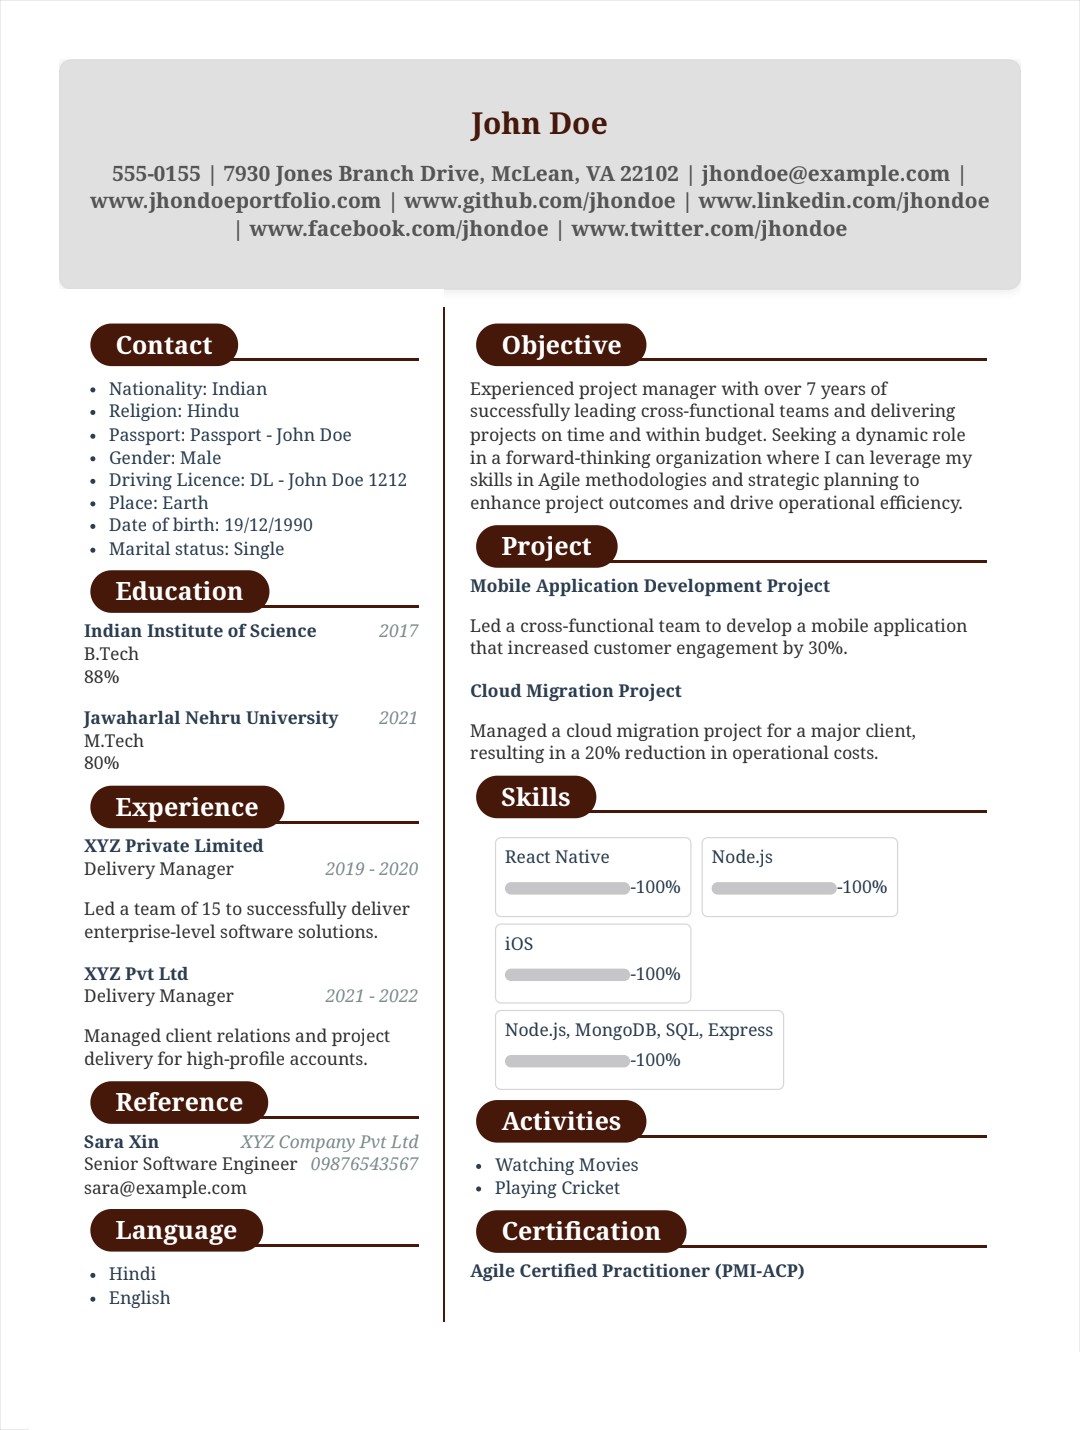 John Doe
555-0155 | 7930 Jones Branch Drive, McLean, VA 22102 | jhondoe@example.com |
www.jhondoeportfolio.com | www.github.com/jhondoe | www.linkedin.com/jhondoe
| www.facebook.com/jhondoe | www.twitter.com/jhondoe
Contact
• Nationality: Indian
• Religion: Hindu
• Passport: Passport - John Doe
• Gender: Male
• Driving Licence: DL - John Doe 1212
• Place: Earth
• Date of birth: 19/12/1990
• Marital status: Single
Education
Indian Institute of Science 2017
B.Tech
88%
Jawaharlal Nehru University 2021
M.Tech
80%
Experience
XYZ Private Limited
Delivery Manager 2019 - 2020
Led a team of 15 to successfully deliver
enterprise-level software solutions.
XYZ Pvt Ltd
Delivery Manager 2021 - 2022
Managed client relations and project
delivery for high-profile accounts.
Reference
Sara Xin XYZ Company Pvt Ltd
Senior Software Engineer 09876543567
sara@example.com
Language
• Hindi
• English
Objective
Experienced project manager with over 7 years of
successfully leading cross-functional teams and delivering
projects on time and within budget. Seeking a dynamic role
in a forward-thinking organization where I can leverage my
skills in Agile methodologies and strategic planning to
enhance project outcomes and drive operational efficiency.
Project
Mobile Application Development Project
Led a cross-functional team to develop a mobile application
that increased customer engagement by 30%.
Cloud Migration Project
Managed a cloud migration project for a major client,
resulting in a 20% reduction in operational costs.
Skills
React Native
-100%
Node.js
-100%
iOS
-100%
Node.js, MongoDB, SQL, Express
-100%
Activities
• Watching Movies
• Playing Cricket
Certification
Agile Certified Practitioner (PMI-ACP)